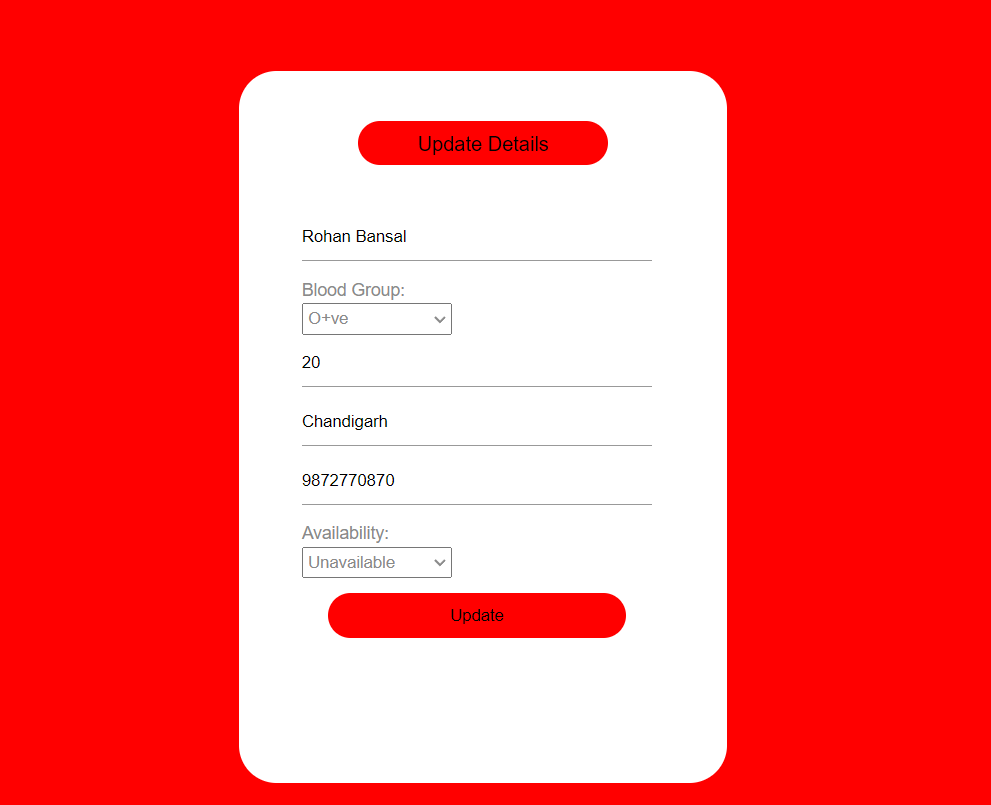 Update Details
Rohan Bansal
Blood Group:
O+ve
20
Chandigarh
9872770870
Availability:
Unavailable
Update